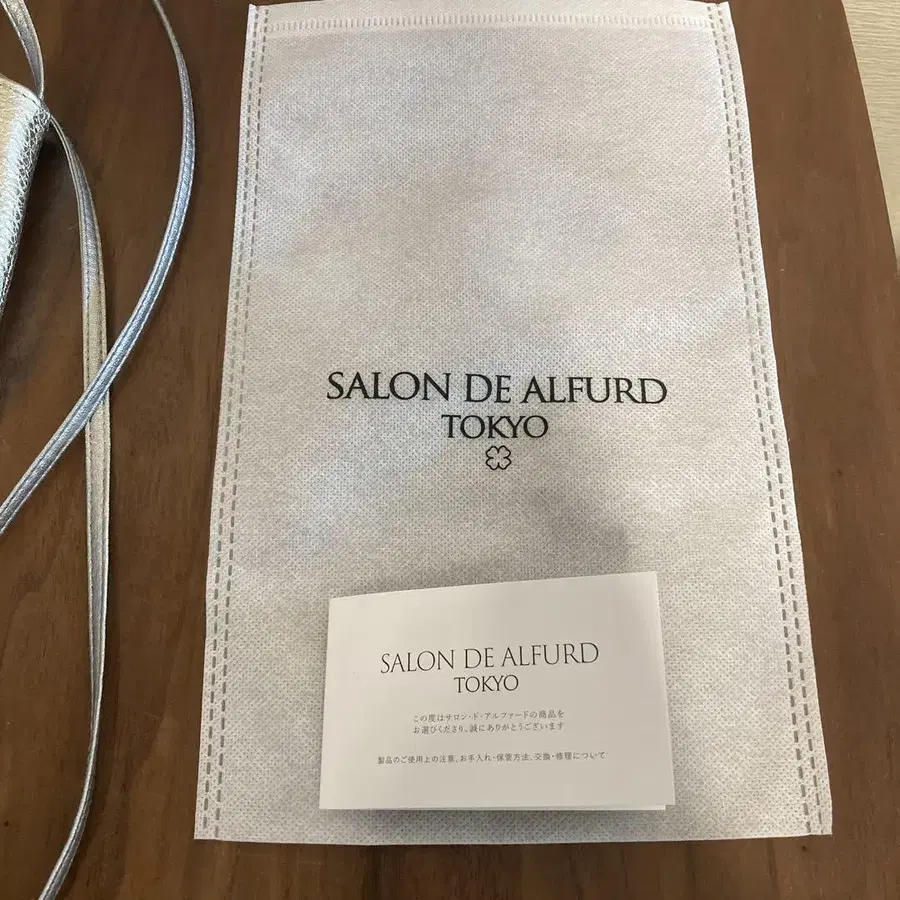 SALON DE ALFURD
TOKYO
SALON DE ALFURD
TOKYO
この度はサロン・ド・アルファードの商品を
お選びくださり、誠にありがとうございます
製品のご使用上の注意、お手入れ・保管方法、交換・修理について